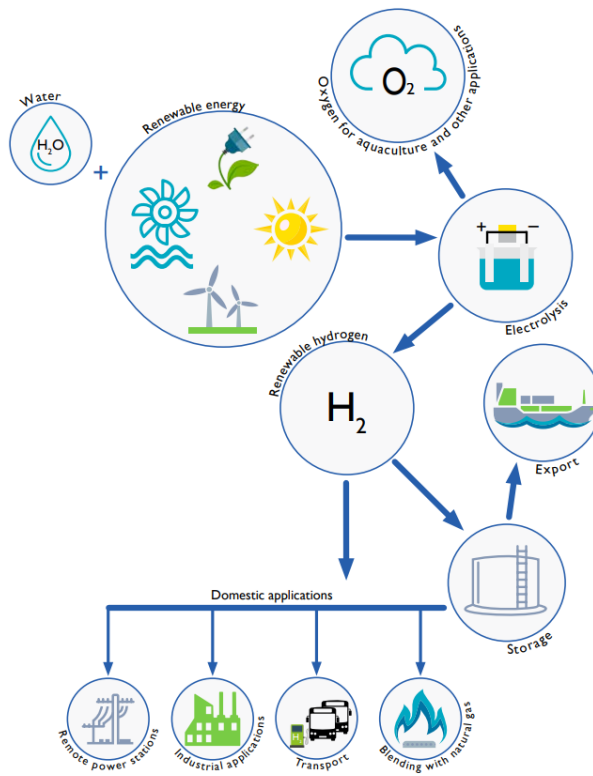 Water
H₂O
+
Renewable energy
O₂
Oxygen for aquaculture and other applications
+ −
Electrolysis
Renewable hydrogen
H₂
Export
Storage
Domestic applications
Remote power stations
Industrial applications
H₂
Transport
Blending with natural gas